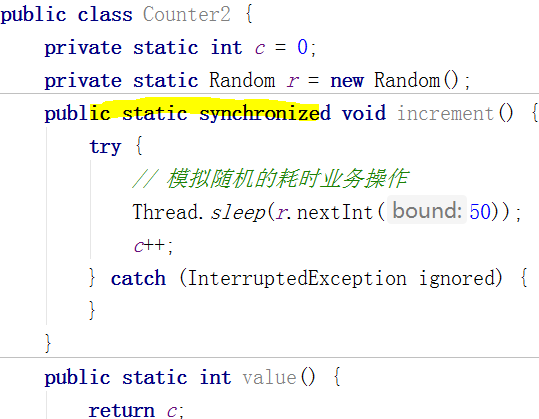 public class Counter2 {
private static int c = 0;
private static Random r = new Random();
public static synchronized void increment() {
try {
// 模拟随机的耗时业务操作
Thread.sleep(r.nextInt( bound: 50));
c++;
} catch (InterruptedException ignored) {
}
}
public static int value() {
return c;